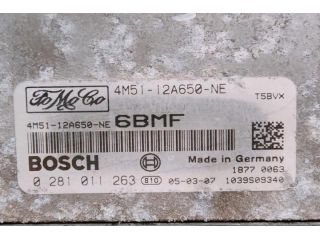 FoMoCo 4M51-12A650-NE T5BVX
4M51-12A650-NE 6BMF
BOSCH Made in Germany
1877 0063
0 281 011 263 B10 05-03-07 1039S09340